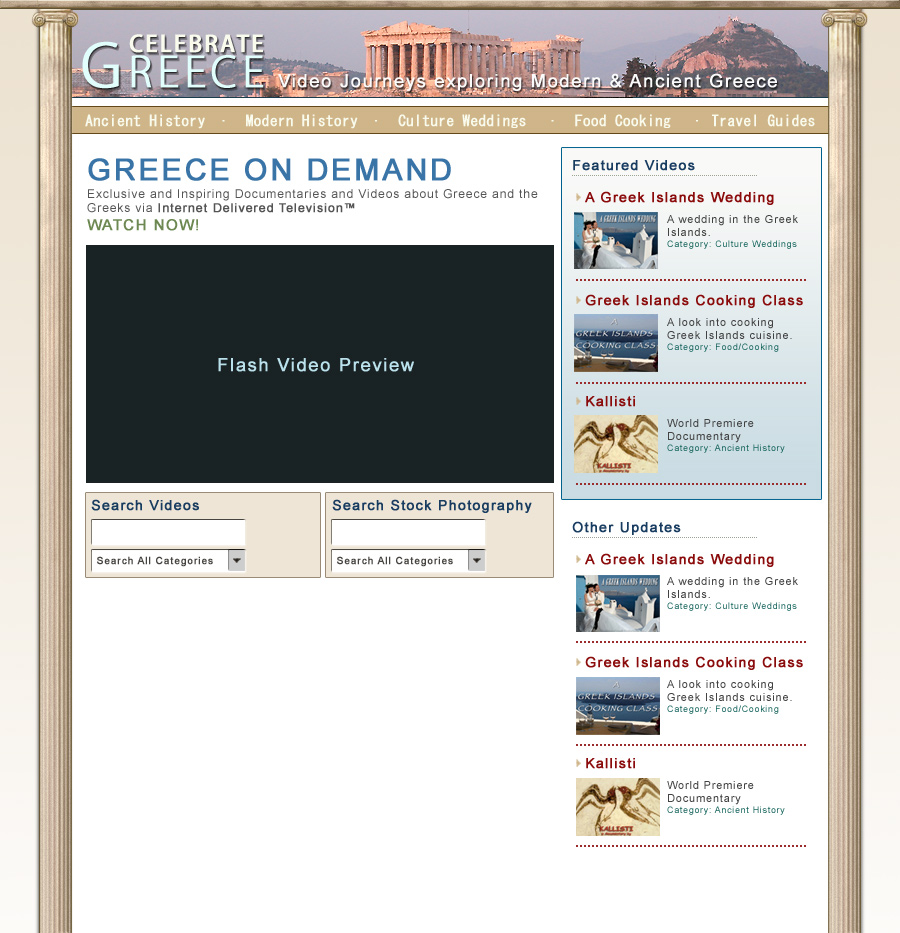 CELEBRATE
GREECE
Video Journeys exploring Modern & Ancient Greece
Ancient History · Modern History · Culture Weddings · Food Cooking · Travel Guides
GREECE ON DEMAND
Exclusive and Inspiring Documentaries and Videos about Greece and the
Greeks via Internet Delivered Television™
WATCH NOW!
Flash Video Preview
Search Videos
Search All Categories
Search Stock Photography
Search All Categories
Featured Videos
A Greek Islands Wedding
A GREEK ISLANDS WEDDING
A wedding in the Greek
Islands.
Category: Culture Weddings
Greek Islands Cooking Class
A
GREEK ISLANDS
COOKING CLASS
A look into cooking
Greek Islands cuisine.
Category: Food/Cooking
Kallisti
KALLISTI
World Premiere
Documentary
Category: Ancient History
Other Updates
A Greek Islands Wedding
A GREEK ISLANDS WEDDING
A wedding in the Greek
Islands.
Category: Culture Weddings
Greek Islands Cooking Class
A
GREEK ISLANDS
COOKING CLASS
A look into cooking
Greek Islands cuisine.
Category: Food/Cooking
Kallisti
KALLISTI
World Premiere
Documentary
Category: Ancient History